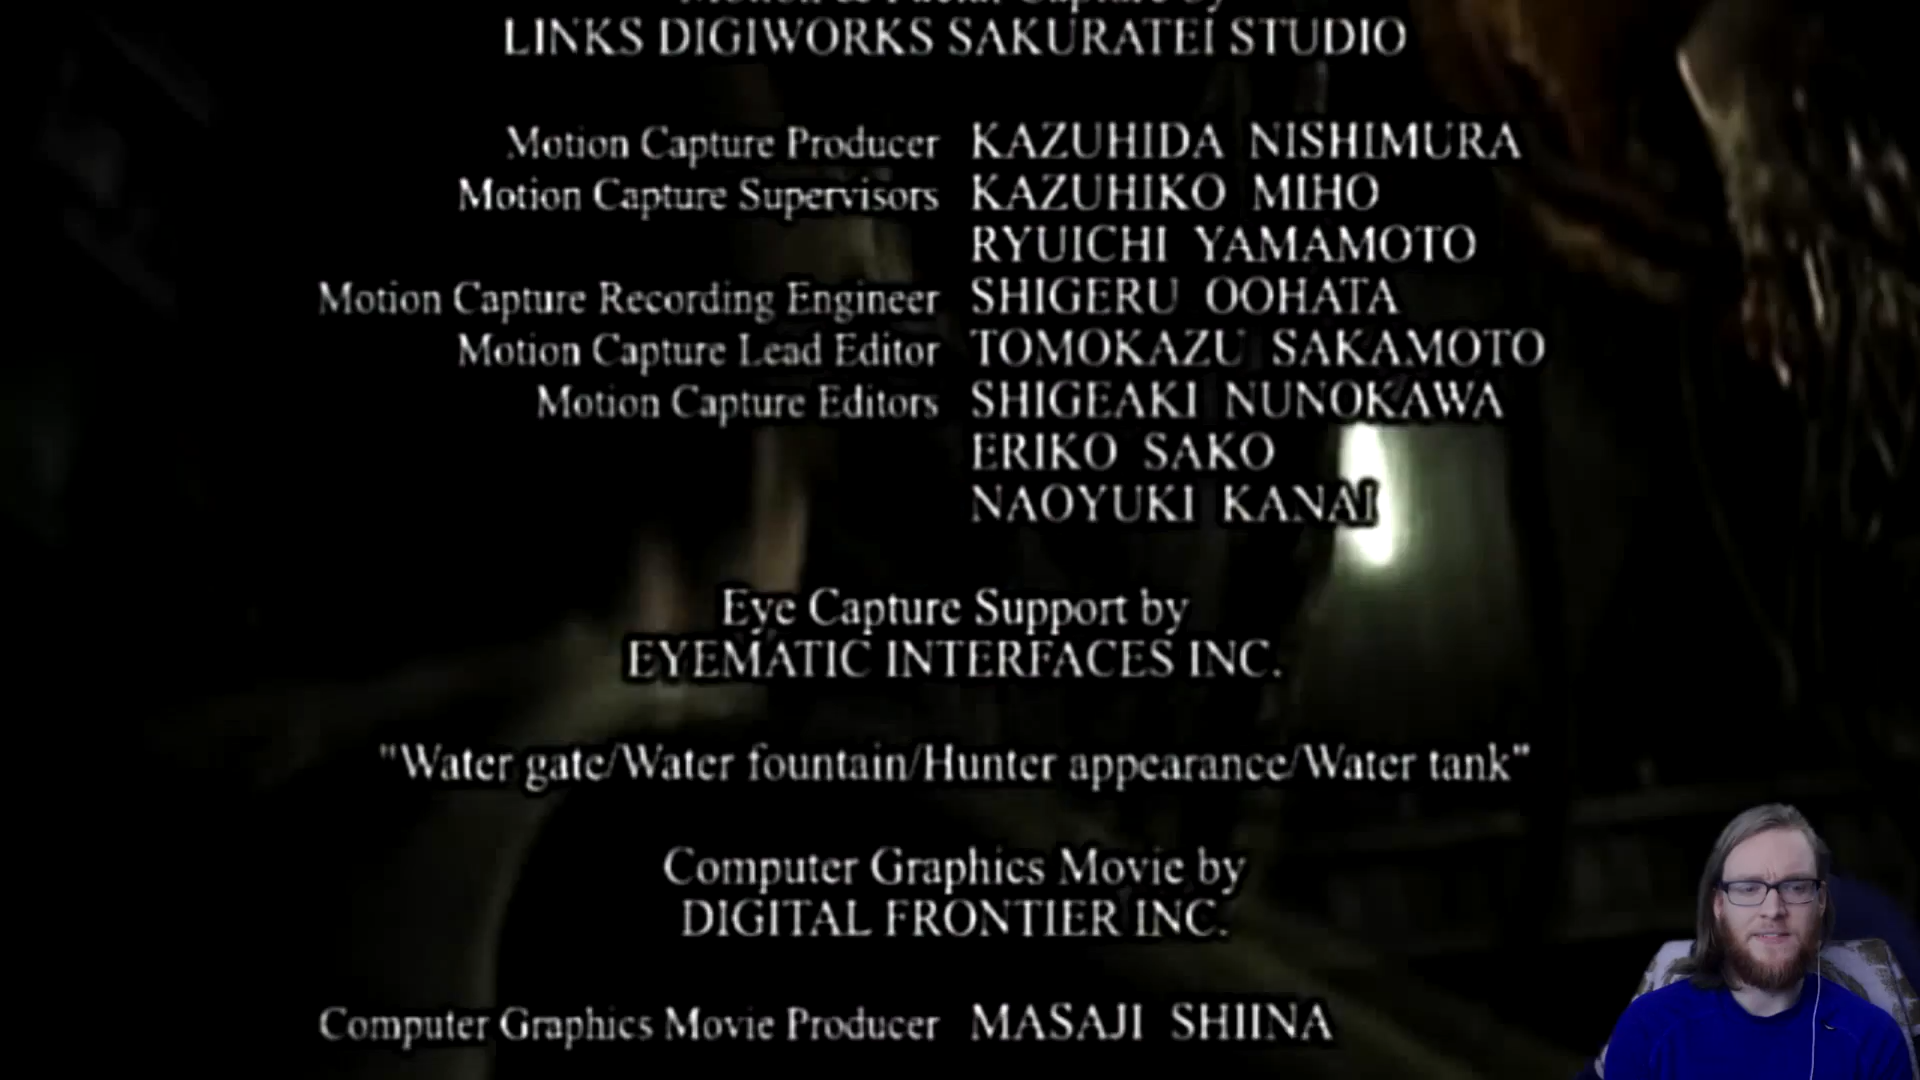 Capture by
LINKS DIGIWORKS SAKURATEI STUDIO
Motion Capture Producer KAZUHIDA NISHIMURA
Motion Capture Supervisors KAZUHIKO MIHO
RYUICHI YAMAMOTO
Motion Capture Recording Engineer SHIGERU OOHATA
Motion Capture Lead Editor TOMOKAZU SAKAMOTO
Motion Capture Editors SHIGEAKI NUNOKAWA
ERIKO SAKO
NAOYUKI KANAI
Eye Capture Support by
EYEMATIC INTERFACES INC.
"Water gate/Water fountain/Hunter appearance/Water tank"
Computer Graphics Movie by
DIGITAL FRONTIER INC.
Computer Graphics Movie Producer MASAJI SHIINA